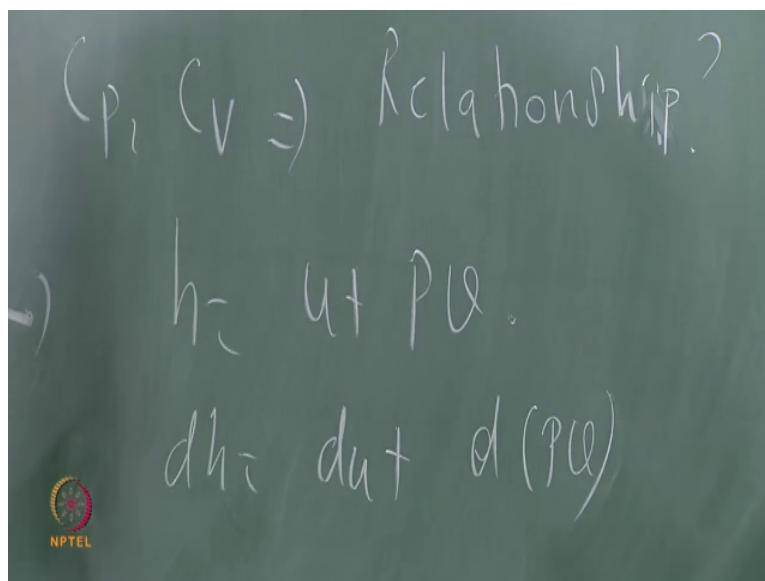 Cp, Cv ⇒ Relationship?
→ h = u + Pv.
dh = du + d(Pv)
NPTEL